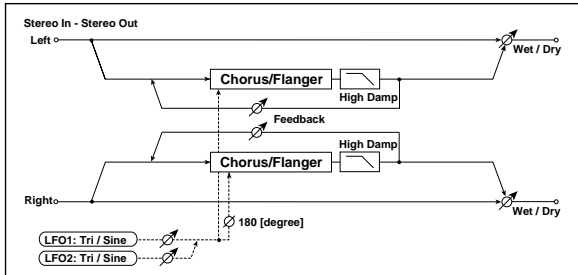 Stereo In - Stereo Out
Left
Wet / Dry
Chorus/Flanger
High Damp
Feedback
High Damp
Chorus/Flanger
Right
Wet / Dry
180 [degree]
LFO1: Tri / Sine
LFO2: Tri / Sine